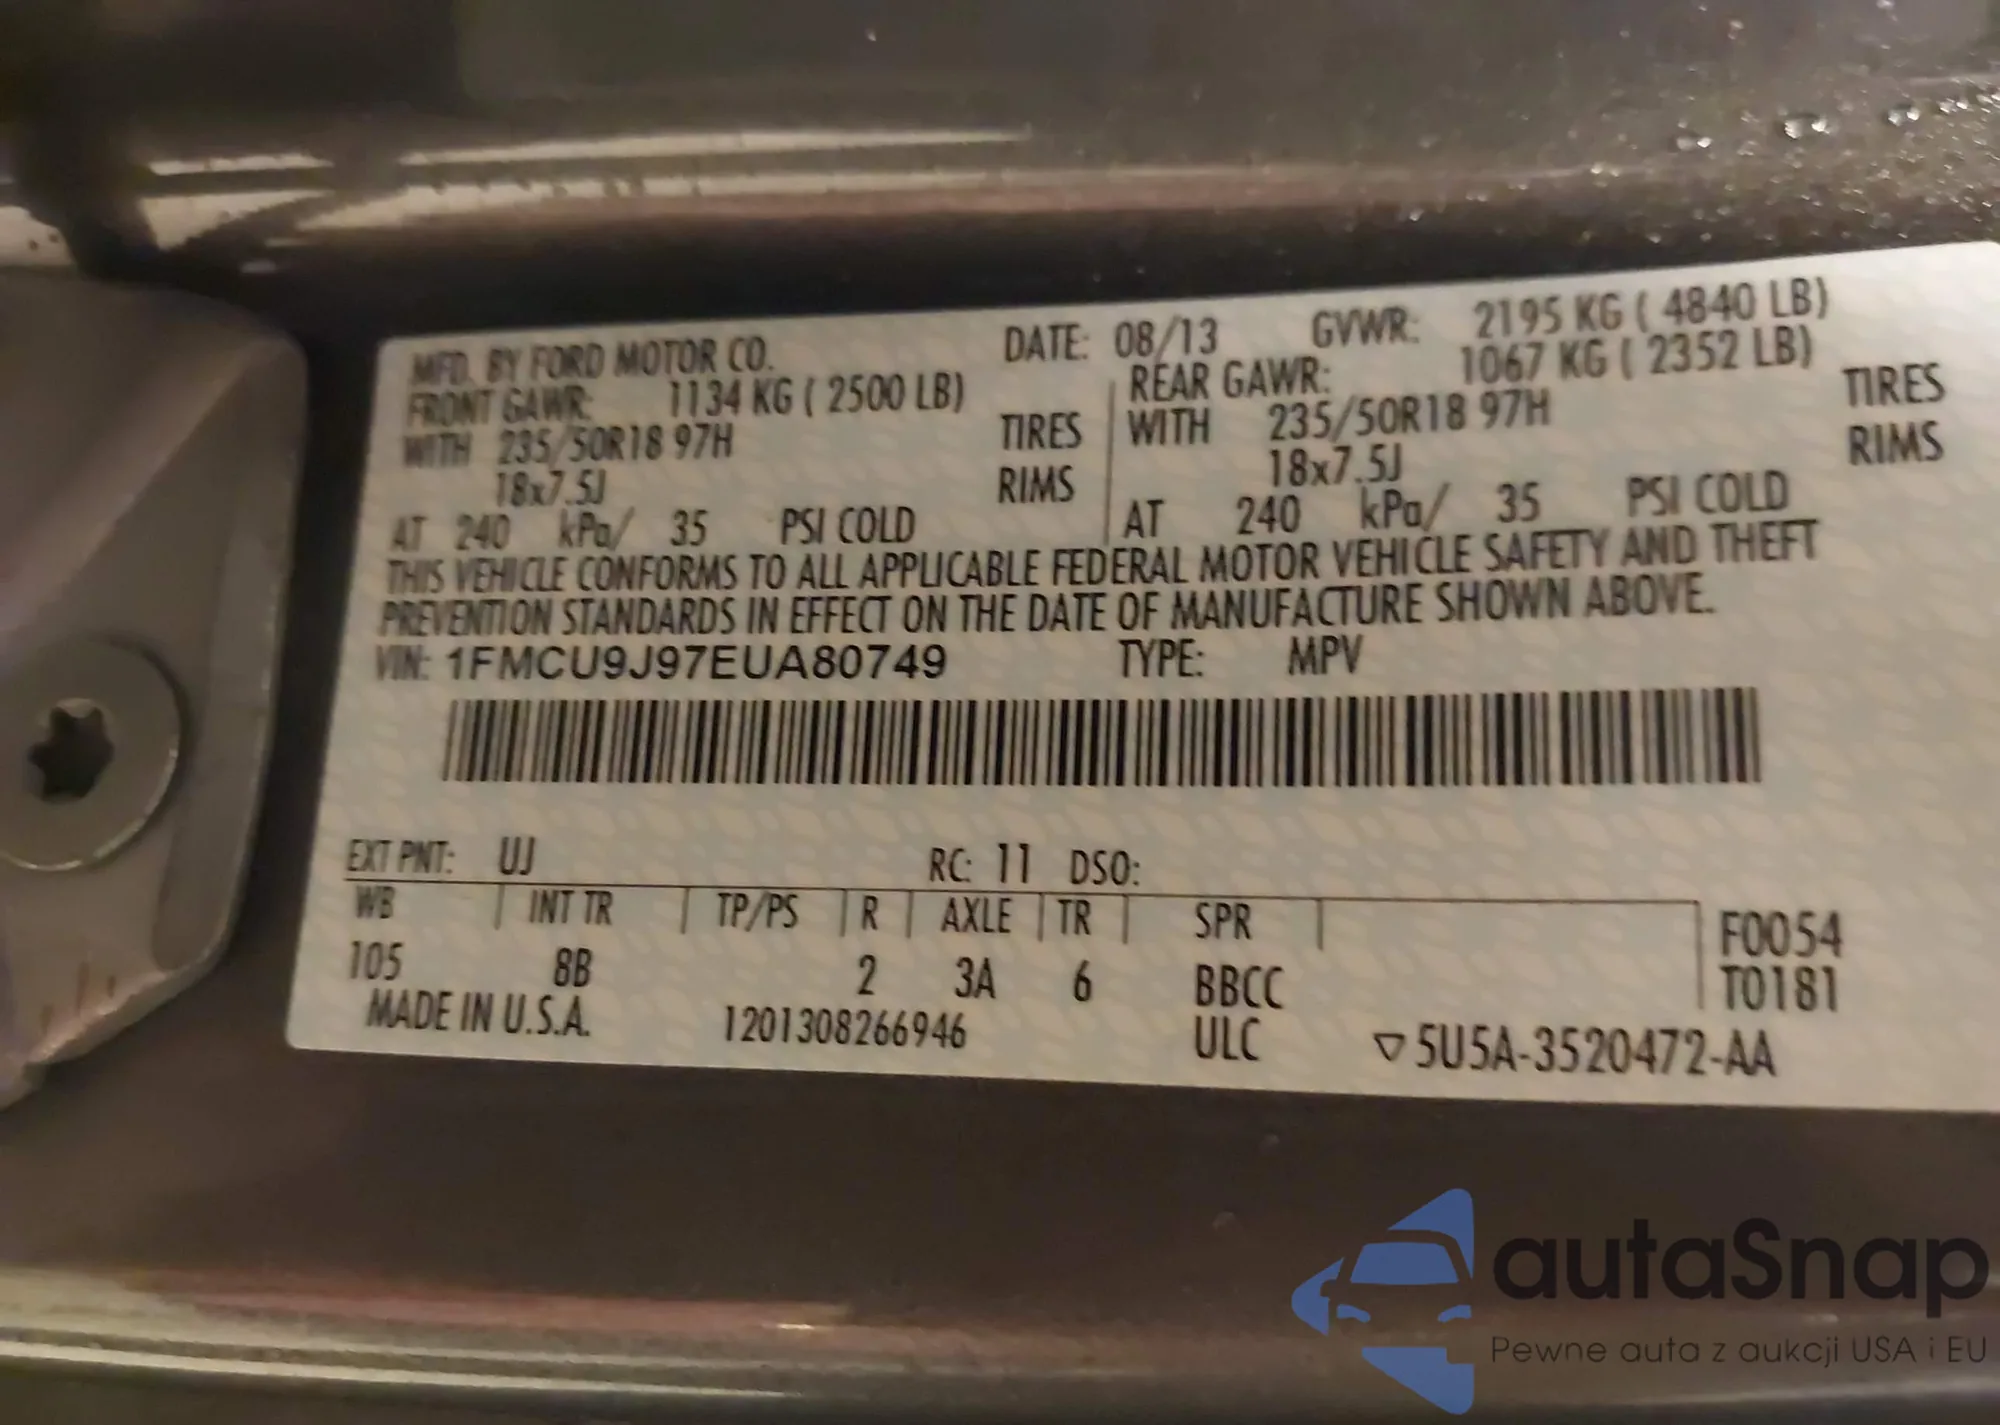 MFD. BY FORD MOTOR CO. DATE: 08/13 GVWR: 2195 KG ( 4840 LB)
FRONT GAWR: 1134 KG ( 2500 LB) REAR GAWR: 1067 KG ( 2352 LB)
WITH 235/50R18 97H TIRES WITH 235/50R18 97H TIRES
18x7.5J RIMS 18x7.5J RIMS
AT 240 kPa/ 35 PSI COLD AT 240 kPa/ 35 PSI COLD
THIS VEHICLE CONFORMS TO ALL APPLICABLE FEDERAL MOTOR VEHICLE SAFETY AND THEFT
PREVENTION STANDARDS IN EFFECT ON THE DATE OF MANUFACTURE SHOWN ABOVE.
VIN: 1FMCU9J97EUA80749 TYPE: MPV
EXT PNT: UJ RC: 11 DSO:
WB INT TR TP/PS R AXLE TR SPR F0054
105 8B 2 3A 6 BBCC T0181
MADE IN U.S.A. 1201308266946 ULC ▽5U5A-3520472-AA
autaSnap
Pewne auta z aukcji USA i EU